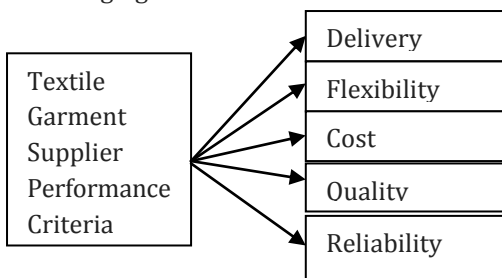 Textile
Garment
Supplier
Performance
Criteria
Delivery
Flexibility
Cost
Quality
Reliability